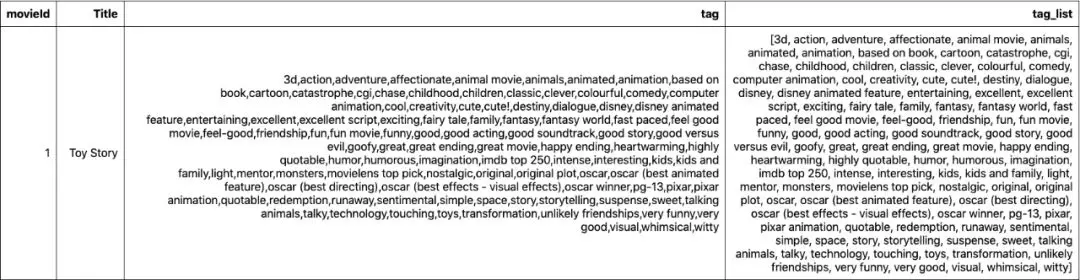 movieId Title tag tag_list
1 Toy Story
3d,action,adventure,affectionate,animal movie,animals,animated,animation,based on
book,cartoon,catastrophe,cgi,chase,childhood,children,classic,clever,colourful,comedy,computer
animation,cool,creativity,cute,cute!,destiny,dialogue,disney,disney animated
feature,entertaining,excellent,excellent script,exciting,fairy tale,family,fantasy,fantasy world,fast paced,feel good
movie,feel-good,friendship,fun,fun movie,funny,good,good acting,good soundtrack,good story,good versus
evil,goofy,great,great ending,great movie,happy ending,heartwarming,highly
quotable,humor,humorous,imagination,imdb top 250,intense,interesting,kids,kids and
family,light,mentor,monsters,movielens top pick,nostalgic,original,original plot,oscar,oscar (best animated
feature),oscar (best directing),oscar (best effects - visual effects),oscar winner,pg-13,pixar,pixar
animation,quotable,redemption,runaway,sentimental,simple,space,story,storytelling,suspense,sweet,talking
animals,talky,technology,touching,toys,transformation,unlikely friendships,very funny,very
good,visual,whimsical,witty
[3d, action, adventure, affectionate, animal movie, animals,
animated, animation, based on book, cartoon, catastrophe, cgi,
chase, childhood, children, classic, clever, colourful, comedy,
computer animation, cool, creativity, cute, cute!, destiny, dialogue,
disney, disney animated feature, entertaining, excellent, excellent
script, exciting, fairy tale, family, fantasy, fantasy world, fast
paced, feel good movie, feel-good, friendship, fun, fun movie,
funny, good, good acting, good soundtrack, good story, good
versus evil, goofy, great, great ending, great movie, happy ending,
heartwarming, highly quotable, humor, humorous, imagination,
imdb top 250, intense, interesting, kids, kids and family, light,
mentor, monsters, movielens top pick, nostalgic, original, original
plot, oscar, oscar (best animated feature), oscar (best directing),
oscar (best effects - visual effects), oscar winner, pg-13, pixar,
pixar animation, quotable, redemption, runaway, sentimental,
simple, space, story, storytelling, suspense, sweet, talking
animals, talky, technology, touching, toys, transformation, unlikely
friendships, very funny, very good, visual, whimsical, witty]